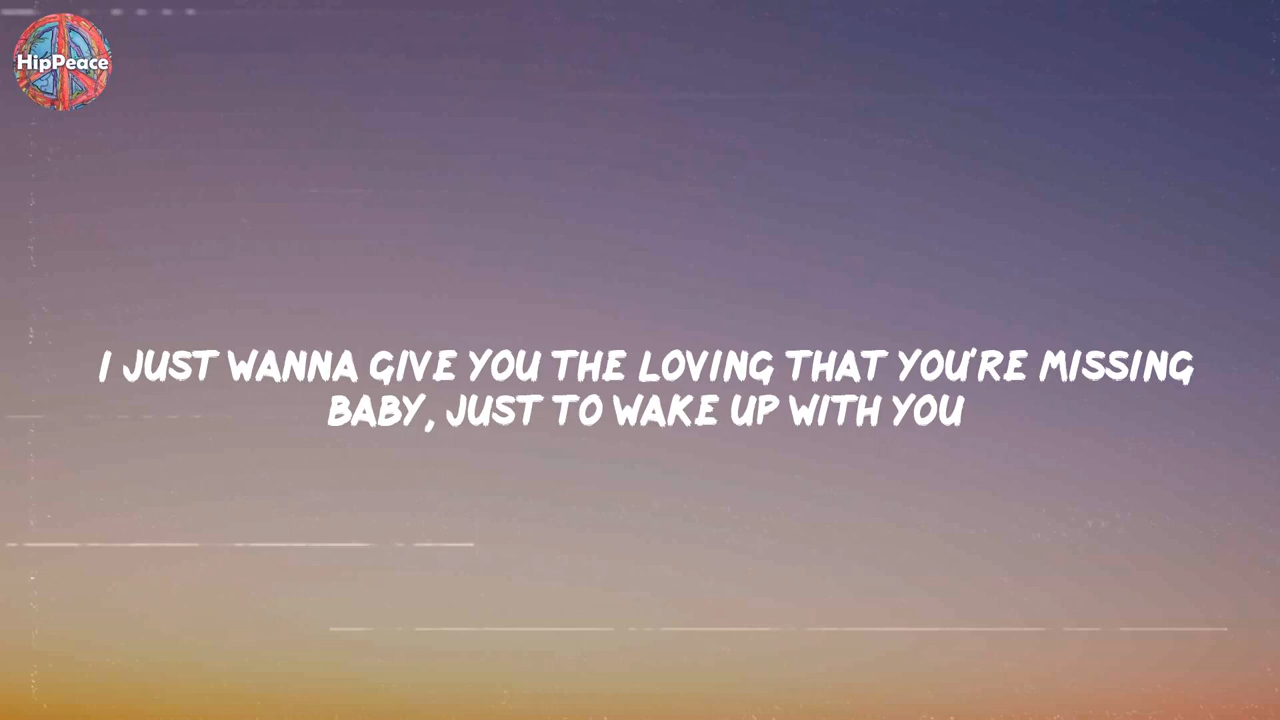 HipPeace
I JUST WANNA GIVE YOU THE LOVING THAT YOU'RE MISSING
BABY, JUST TO WAKE UP WITH YOU